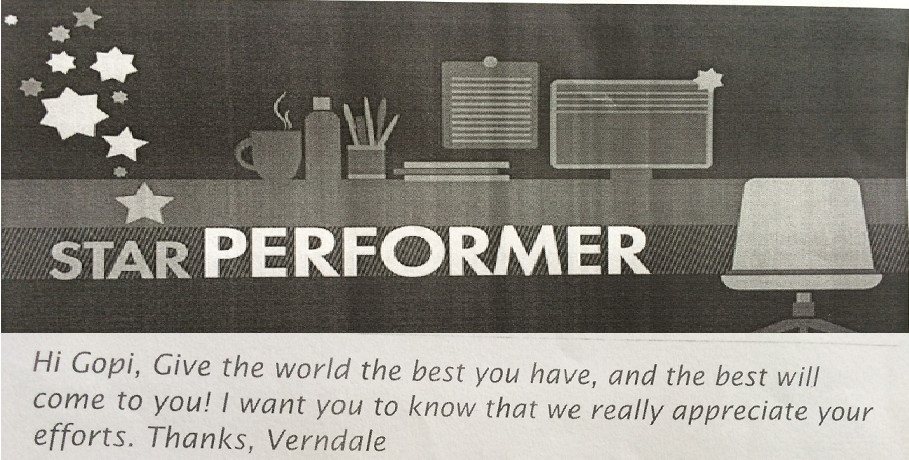 STAR PERFORMER
Hi Gopi, Give the world the best you have, and the best will
come to you! I want you to know that we really appreciate your
efforts. Thanks, Verndale